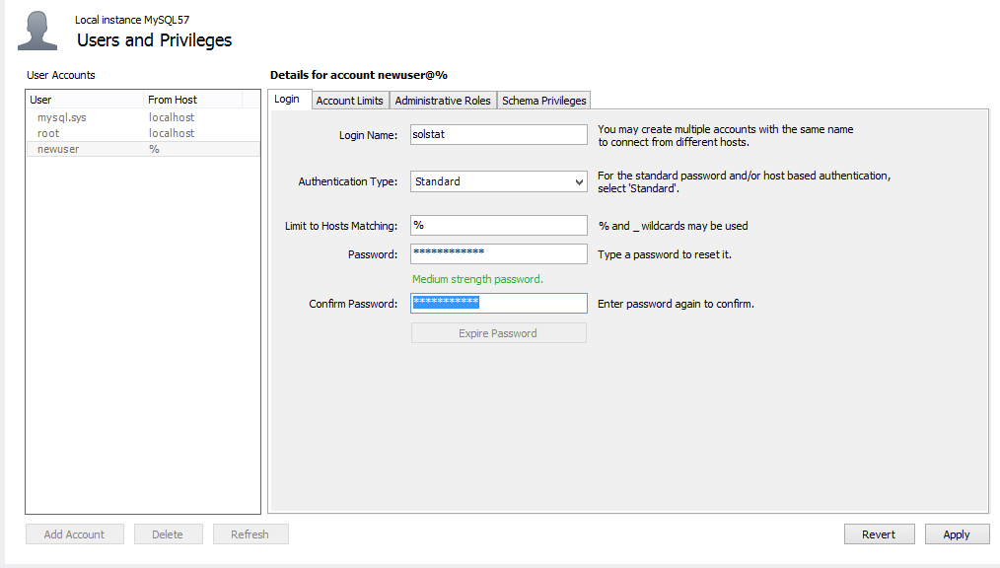 Local instance MySQL57
Users and Privileges
User Accounts
User From Host
mysql.sys localhost
root localhost
newuser %
Add Account Delete Refresh
Details for account newuser@%
Login Account Limits Administrative Roles Schema Privileges
Login Name: solstat You may create multiple accounts with the same name
to connect from different hosts.
Authentication Type: Standard For the standard password and/or host based authentication,
select 'Standard'.
Limit to Hosts Matching: % % and _ wildcards may be used
Password: ************ Type a password to reset it.
Medium strength password.
Confirm Password: *********** Enter password again to confirm.
Expire Password
Revert Apply